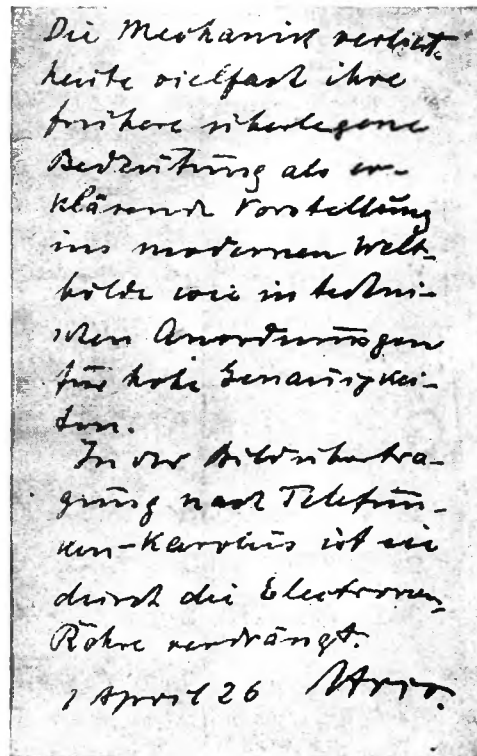 Die Mechanik verliert
heute vielfach ihre
frühere überlegene
Bedeutung als er-
klärende Vorstellung
im modernen Welt-
bilde wie in techni-
schen Anordnungen
für hohe Genauigkei-
ten.
In der Bildübertra-
gung nach Telefun-
ken-Karolus ist sie
durch die Electronen
Röhre verdrängt.
1 April 26 Arco.